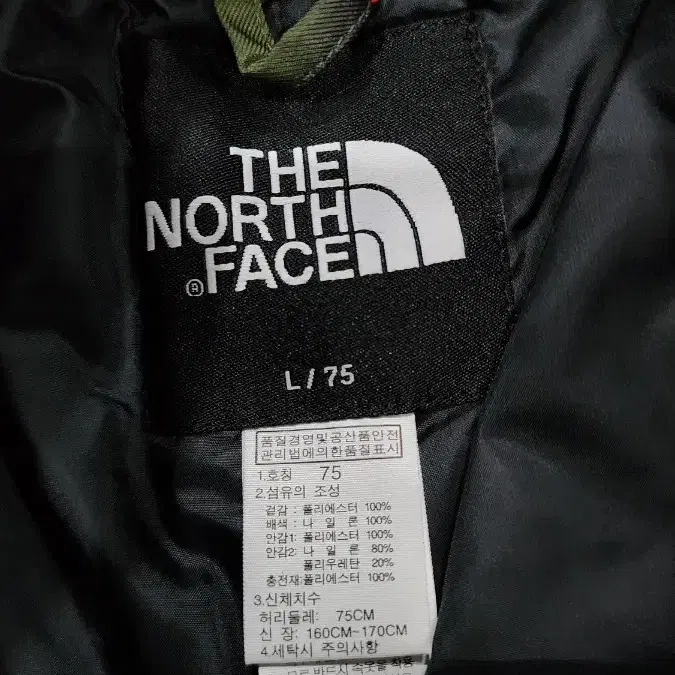 THE
NORTH
FACE
®
L / 75
품질경영및공산품안전
관리법에의한품질표시
1.호칭 75
2.섬유의 조성
겉감 : 폴리에스터 100%
배색 : 나 일 론 100%
안감1: 폴리에스터 100%
안감2: 나 일 론 80%
폴리우레탄 20%
충전재:폴리에스터 100%
3.신체치수
허리둘레: 75CM
신 장: 160CM~170CM
4.세탁시 주의사항